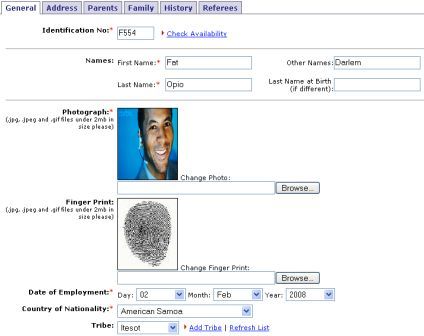 General Address Parents Family History Referees
Identification No:* F554 Check Availability
Names: First Name:* Fat Other Names: Darlem
Last Name:* Opio Last Name at Birth (if different):
Photograph:*
(.jpg, .jpeg and .gif files under 2mb in size please)
Change Photo:
Browse...
Finger Print:*
(.jpg, .jpeg and .gif files under 2mb in size please)
Change Finger Print:
Browse...
Date of Employment:* Day: 02 Month: Feb Year: 2008
Country of Nationality:* American Samoa
Tribe: Itesot Add Tribe | Refresh List